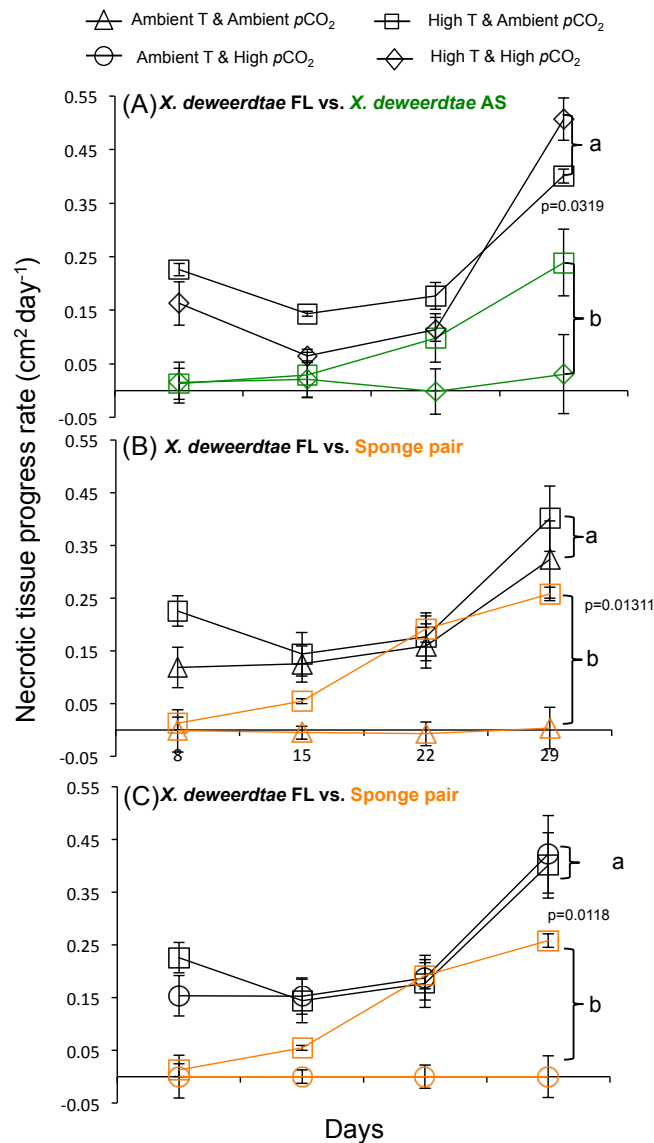 Ambient T & Ambient pCO2
High T & Ambient pCO2
Ambient T & High pCO2
High T & High pCO2
Necrotic tissue progress rate (cm2 day-1)
(A) X. deweerdtae FL vs. X. deweerdtae AS
0.55
0.45
0.35
0.25
0.15
0.05
-0.05
a
p=0.0319
b
(B) X. deweerdtae FL vs. Sponge pair
0.55
0.45
0.35
0.25
0.15
0.05
-0.05
a
p=0.01311
b
8 15 22 29
(C) X. deweerdtae FL vs. Sponge pair
0.55
0.45
0.35
0.25
0.15
0.05
-0.05
a
p=0.0118
b
Days